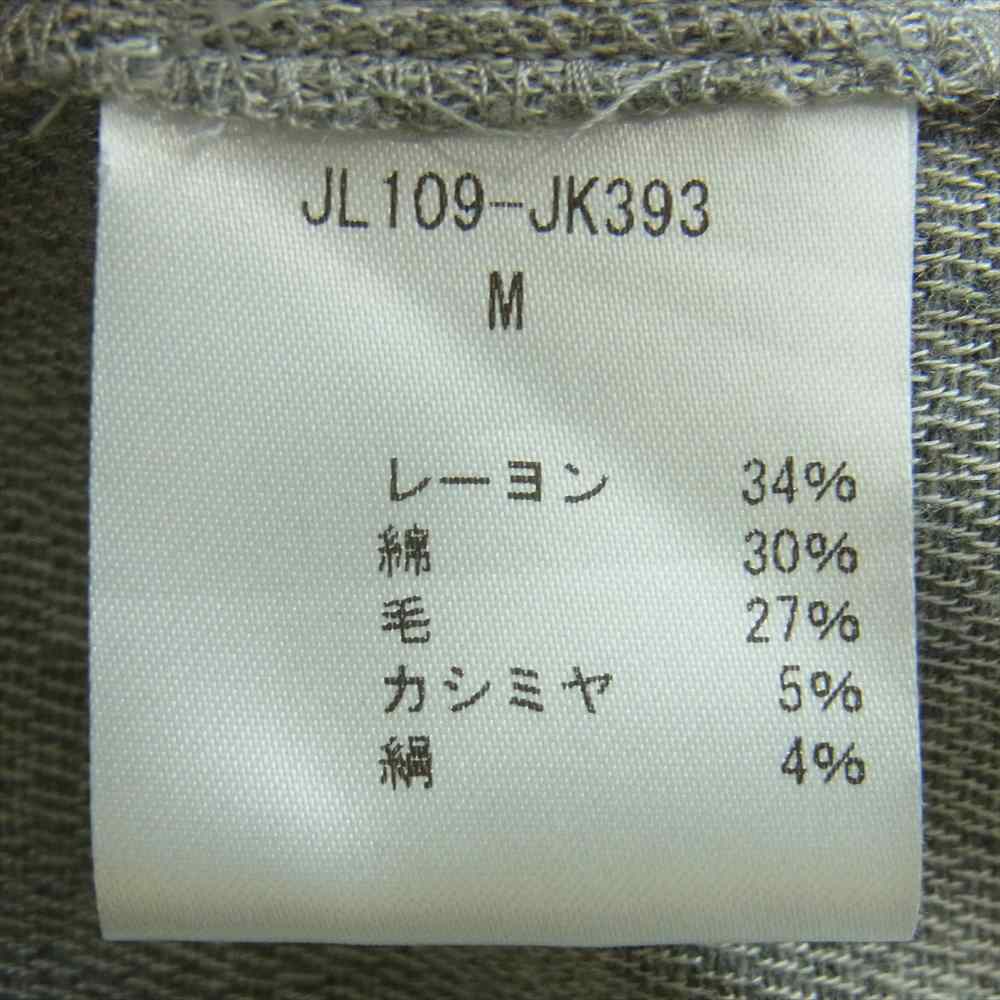 JL109-JK393
M
レーヨン 34%
綿 30%
毛 27%
カシミヤ 5%
絹 4%